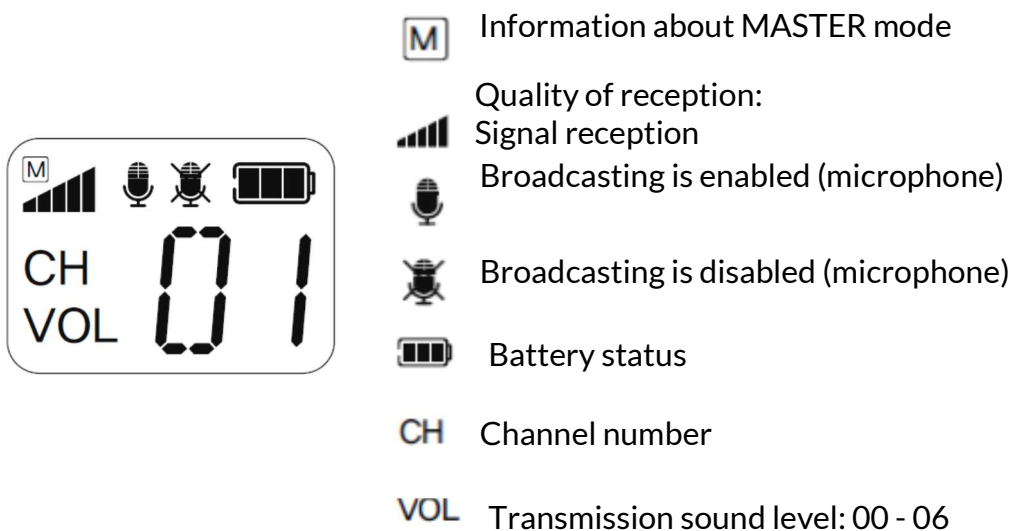 M
CH
VOL
01
M Information about MASTER mode
Quality of reception:
Signal reception
Broadcasting is enabled (microphone)
Broadcasting is disabled (microphone)
Battery status
CH Channel number
VOL Transmission sound level: 00 - 06